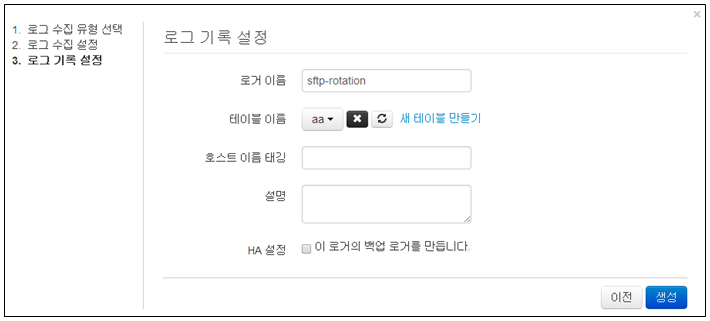 ×
1. 로그 수집 유형 선택
2. 로그 수집 설정
3. 로그 기록 설정
로그 기록 설정
로거 이름 sftp-rotation
테이블 이름 aa 새 테이블 만들기
호스트 이름 태깅
설명
HA 설정 이 로거의 백업 로거를 만듭니다.
이전 생성